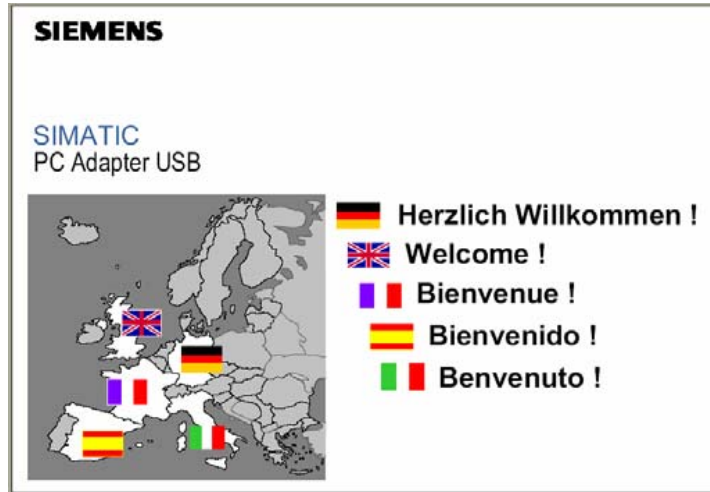 SIEMENS
SIMATIC
PC Adapter USB
Herzlich Willkommen !
Welcome !
Bienvenue !
Bienvenido !
Benvenuto !